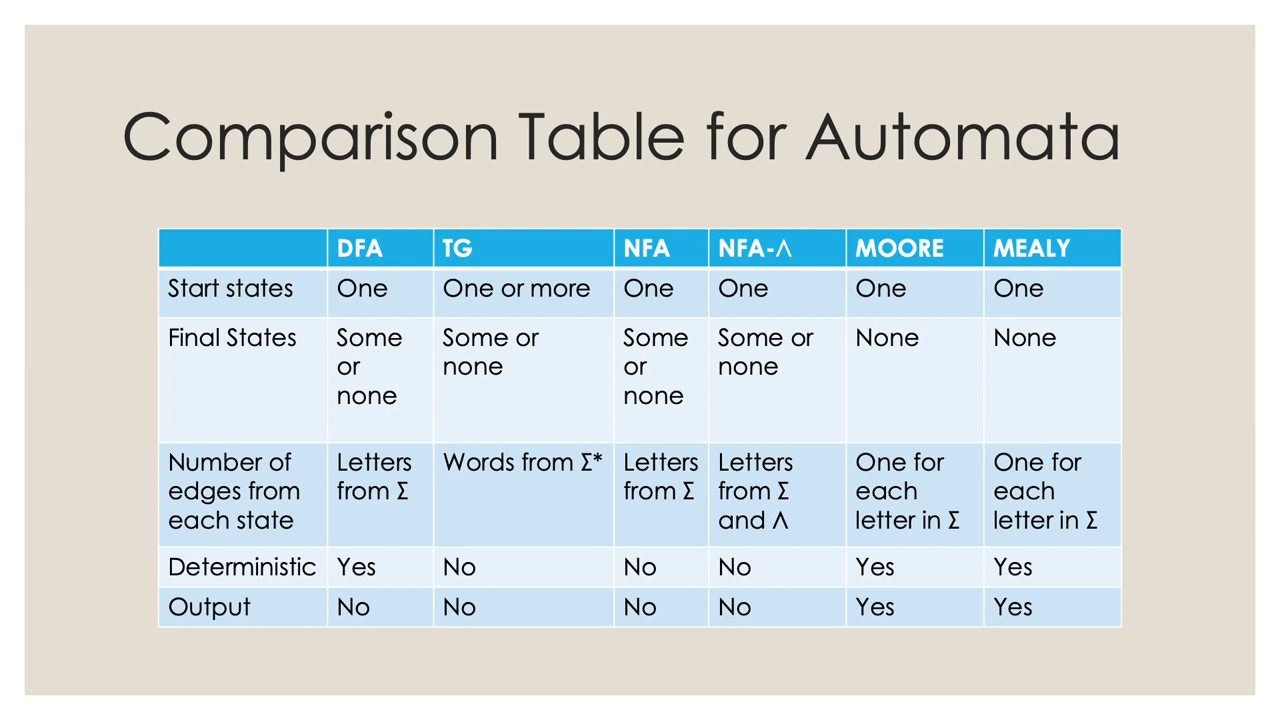 Comparison Table for Automata
DFA TG NFA NFA-Λ MOORE MEALY
Start states One One or more One One One One
Final States Some or none Some or none Some or none Some or none None None
Number of edges from each state Letters from Σ Words from Σ* Letters from Σ Letters from Σ and Λ One for each letter in Σ One for each letter in Σ
Deterministic Yes No No No Yes Yes
Output No No No No Yes Yes